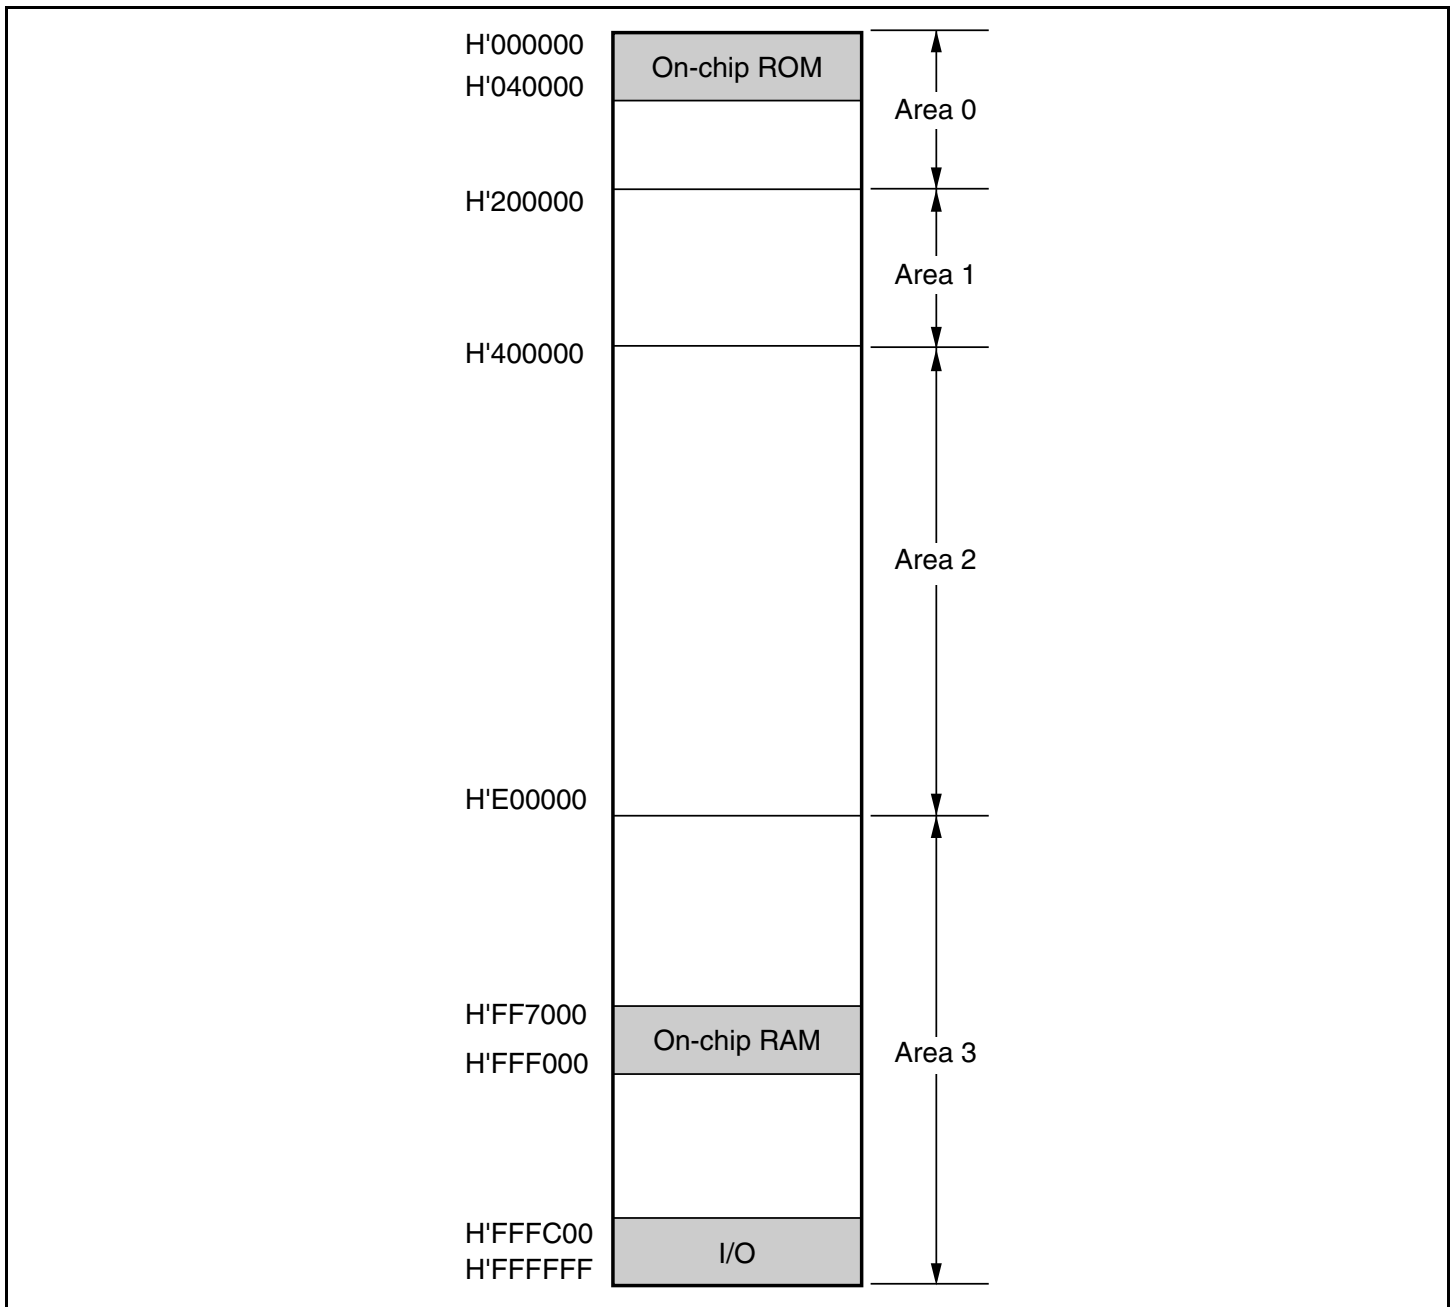 H'000000
On-chip ROM
H'040000
Area 0
H'200000
Area 1
H'400000
Area 2
H'E00000
H'FF7000
On-chip RAM
Area 3
H'FFF000
H'FFFC00
I/O
H'FFFFFF